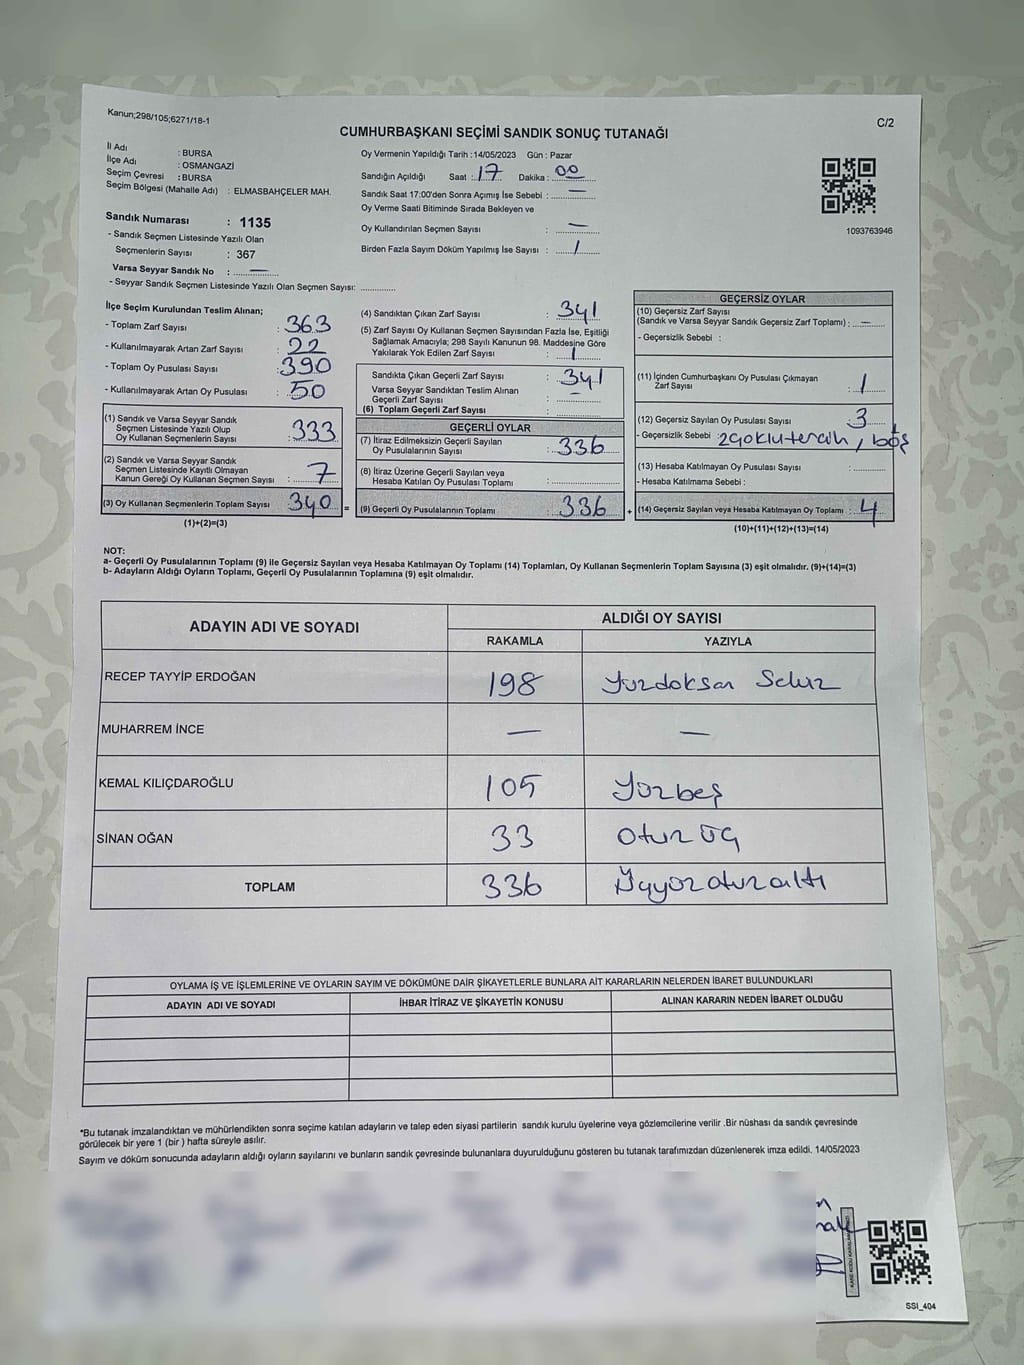 Kanun;298/105;6271/18-1
C/2
CUMHURBAŞKANI SEÇİMİ SANDIK SONUÇ TUTANAĞI
İl Adı : BURSA
İlçe Adı : OSMANGAZİ
Seçim Çevresi : BURSA
Seçim Bölgesi (Mahalle Adı) : ELMASBAHÇELER MAH.
Sandık Numarası : 1135
- Sandık Seçmen Listesinde Yazılı Olan
Seçmenlerin Sayısı : 367
Varsa Seyyar Sandık No : —
- Seyyar Sandık Seçmen Listesinde Yazılı Olan Seçmen Sayısı: ..............
Oy Vermenin Yapıldığı Tarih :14/05/2023 Gün : Pazar
Sandığın Açıldığı Saat : 17 Dakika : 00
Sandık Saat 17:00'den Sonra Açımış İse Sebebi : —
Oy Verme Saati Bitiminde Sırada Bekleyen ve
Oy Kullandırılan Seçmen Sayısı : —
Birden Fazla Sayım Döküm Yapılmış İse Sayısı : /
1093763946
İlçe Seçim Kurulundan Teslim Alınan;
- Toplam Zarf Sayısı : 363
- Kullanılmayarak Artan Zarf Sayısı : 22
- Toplam Oy Pusulası Sayısı : 390
- Kullanılmayarak Artan Oy Pusulası : 50
(1) Sandık ve Varsa Seyyar Sandık
Seçmen Listesinde Yazılı Olup
Oy Kullanan Seçmenlerin Sayısı : 333
(2) Sandık ve Varsa Seyyar Sandık
Seçmen Listesinde Kayıtlı Olmayan
Kanun Gereği Oy Kullanan Seçmen Sayısı : 7
(3) Oy Kullanan Seçmenlerin Toplam Sayısı 340 =
(1)+(2)=(3)
(4) Sandıktan Çıkan Zarf Sayısı : 341
(5) Zarf Sayısı Oy Kullanan Seçmen Sayısından Fazla İse, Eşitliği
Sağlamak Amacıyla; 298 Sayılı Kanunun 98. Maddesine Göre
Yakılarak Yok Edilen Zarf Sayısı : 1
Sandıkta Çıkan Geçerli Zarf Sayısı : 341
Varsa Seyyar Sandıktan Teslim Alınan
Geçerli Zarf Sayısı :
(6) Toplam Geçerli Zarf Sayısı :
GEÇERLİ OYLAR
(7) İtiraz Edilmeksizin Geçerli Sayılan
Oy Pusulasının Sayısı : 336
(8) İtiraz Üzerine Geçerli Sayılan veya
Hesaba Katılan Oy Pusulası Toplamı :
(9) Geçerli Oy Pusulalarının Toplamı : 336 +
GEÇERSİZ OYLAR
(10) Geçersiz Zarf Sayısı
(Sandık ve Varsa Seyyar Sandık Geçersiz Zarf Toplamı) : —
- Geçersizlik Sebebi :
(11) İçinden Cumhurbaşkanı Oy Pusulası Çıkmayan
Zarf Sayısı : 1
(12) Geçersiz Sayılan Oy Pusulası Sayısı : 3
- Geçersizlik Sebebi : 2 çoklu tercih, 1 boş
(13) Hesaba Katılmayan Oy Pusulası Sayısı :
- Hesaba Katılmama Sebebi :
(14) Geçersiz Sayılan veya Hesaba Katılmayan Oy Toplamı : 4
(10)+(11)+(12)+(13)=(14)
NOT:
a- Geçerli Oy Pusulalarının Toplamı (9) ile Geçersiz Sayılan veya Hesaba Katılmayan Oy Toplamı (14) Toplamları, Oy Kullanan Seçmenlerin Toplam Sayısına (3) eşit olmalıdır. (9)+(14)=(3)
b- Adayların Aldığı Oyların Toplamı, Geçerli Oy Pusulalarının Toplamına (9) eşit olmalıdır.
ADAYIN ADI VE SOYADI ALDIĞI OY SAYISI
RAKAMLA YAZIYLA
RECEP TAYYİP ERDOĞAN 198 Yüzdoksan Sekiz
MUHARREM İNCE — —
KEMAL KILIÇDAROĞLU 105 Yüzbeş
SİNAN OĞAN 33 Otuz üç
TOPLAM 336 Üçyüzotuzaltı
OYLAMA İŞ VE İŞLEMLERİNE VE OYLARIN SAYIM VE DÖKÜMÜNE DAİR ŞİKAYETLERLE BUNLARA AİT KARARLARIN NELERDEN İBARET BULUNDUKLARI
ADAYIN ADI VE SOYADI İHBAR İTİRAZ VE ŞİKAYETİN KONUSU ALINAN KARARIN NEDEN İBARET OLDUĞU
*Bu tutanak imzalandıktan ve mühürlendikten sonra seçime katılan adayların ve talep eden siyasi partilerin sandık kurulu üyelerine veya gözlemcilerine verilir .Bir nüshası da sandık çevresinde
görülecek bir yere 1 (bir ) hafta süreyle asılır.
Sayım ve döküm sonucunda adayların aldığı oyların sayılarını ve bunların sandık çevresinde bulunanlara duyurulduğunu gösteren bu tutanak tarafımızdan düzenlenerek imza edildi. 14/05/2023
SSI_404